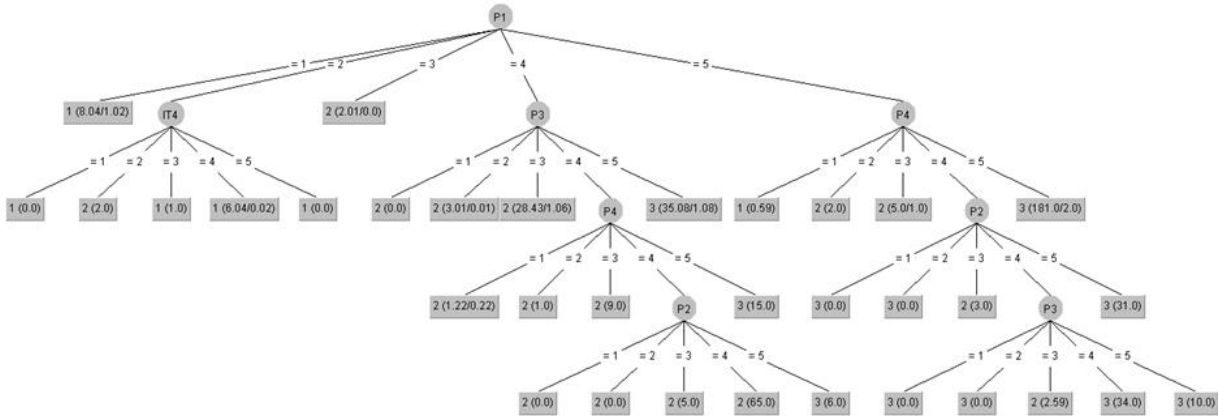 P1
= 1 = 2 = 3 = 4 = 5
1 (8.04/1.02) IT4 2 (2.01/0.0) P3 P4
= 1 = 2 = 3 = 4 = 5 = 1 = 2 = 3 = 4 = 5 = 1 = 2 = 3 = 4 = 5
1 (0.0) 2 (2.0) 1 (1.0) 1 (6.04/0.02) 1 (0.0) 2 (0.0) 2 (3.01/0.01) 2 (28.43/1.06) P4 3 (35.08/1.08) 1 (0.59) 2 (2.0) 2 (5.0/1.0) P2 3 (181.0/2.0)
= 1 = 2 = 3 = 4 = 5 = 1 = 2 = 3 = 4 = 5
2 (1.22/0.22) 2 (1.0) 2 (9.0) P2 3 (15.0) 3 (0.0) 3 (0.0) 2 (3.0) P3 3 (31.0)
= 1 = 2 = 3 = 4 = 5 = 1 = 2 = 3 = 4 = 5
2 (0.0) 2 (0.0) 2 (5.0) 2 (65.0) 3 (6.0) 3 (0.0) 3 (0.0) 2 (2.59) 3 (34.0) 3 (10.0)